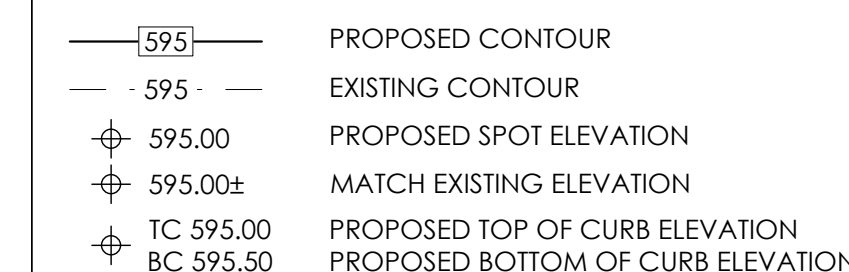 595 PROPOSED CONTOUR
595 EXISTING CONTOUR
595.00 PROPOSED SPOT ELEVATION
595.00± MATCH EXISTING ELEVATION
TC 595.00 PROPOSED TOP OF CURB ELEVATION
BC 595.50 PROPOSED BOTTOM OF CURB ELEVATION